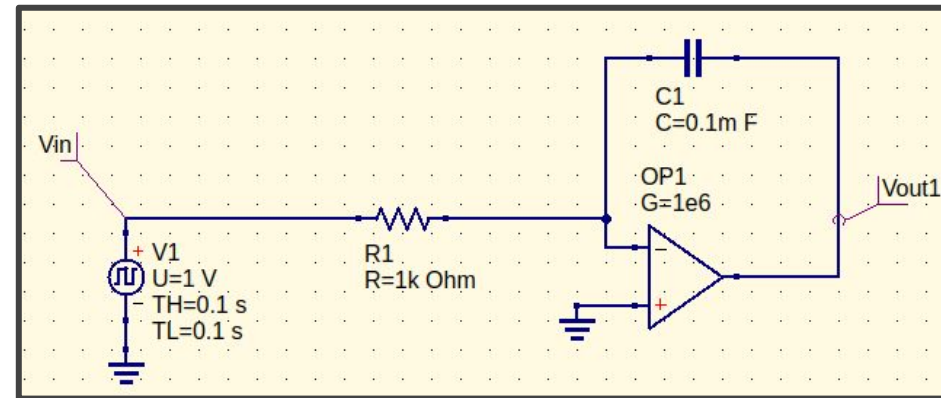 C1
C=0.1m F
Vin
OP1
G=1e6
Vout1
V1
U=1 V
TH=0.1 s
TL=0.1 s
R1
R=1k Ohm